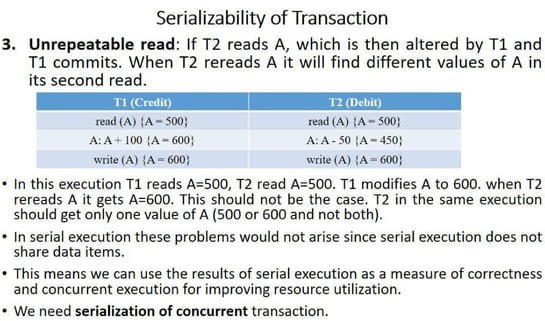 Serializability of Transaction
3. Unrepeatable read: If T2 reads A, which is then altered by T1 and
T1 commits. When T2 rereads A it will find different values of A in
its second read.
T1 (Credit) T2 (Debit)
read (A) {A = 500} read (A) {A = 500}
A: A + 100 {A = 600} A: A - 50 {A = 450}
write (A) {A = 600} write (A) {A = 600}
• In this execution T1 reads A=500, T2 read A=500. T1 modifies A to 600. when T2
rereads A it gets A=600. This should not be the case. T2 in the same execution
should get only one value of A (500 or 600 and not both).
• In serial execution these problems would not arise since serial execution does not
share data items.
• This means we can use the results of serial execution as a measure of correctness
and concurrent execution for improving resource utilization.
• We need serialization of concurrent transaction.